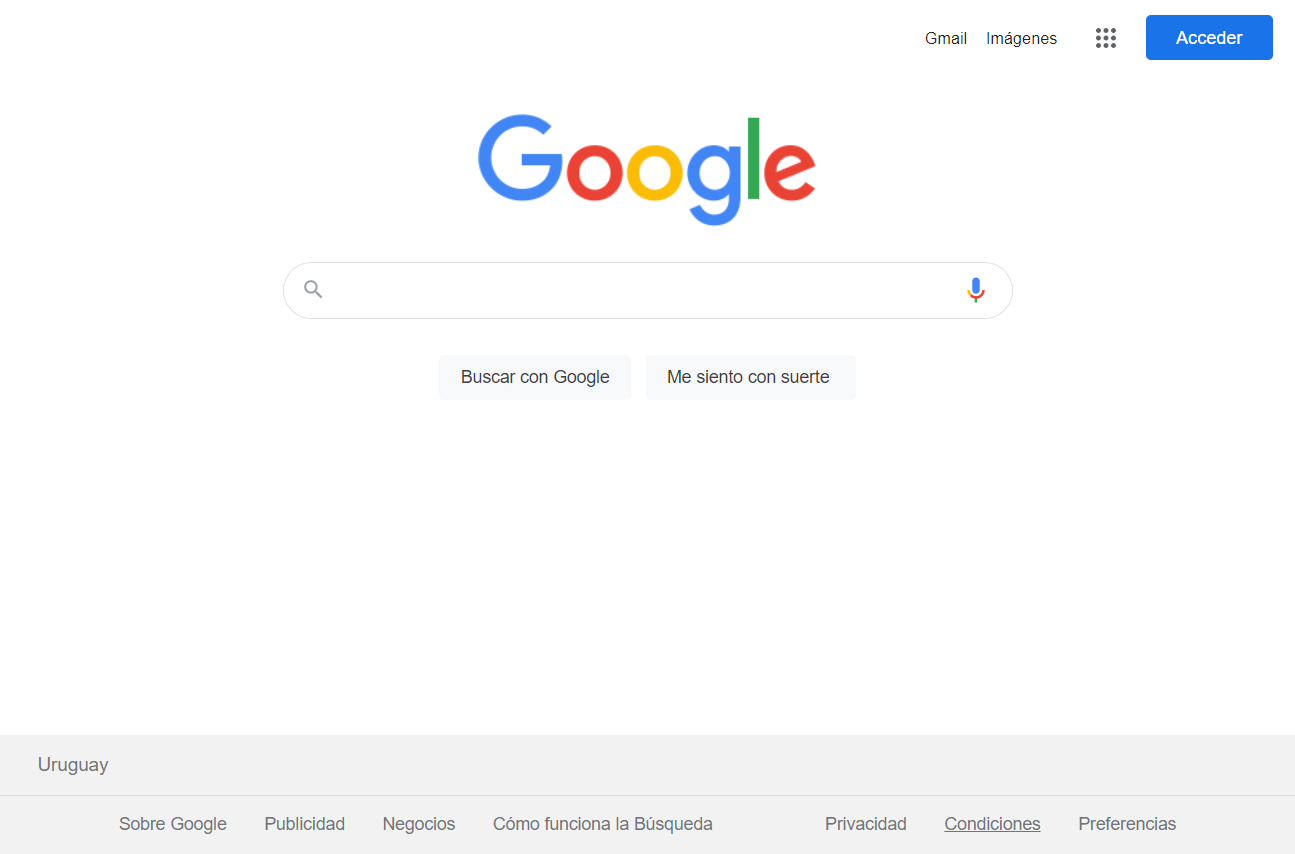 Gmail Imágenes Acceder
Google
Buscar con Google Me siento con suerte
Uruguay
Sobre Google Publicidad Negocios Cómo funciona la Búsqueda Privacidad Condiciones Preferencias